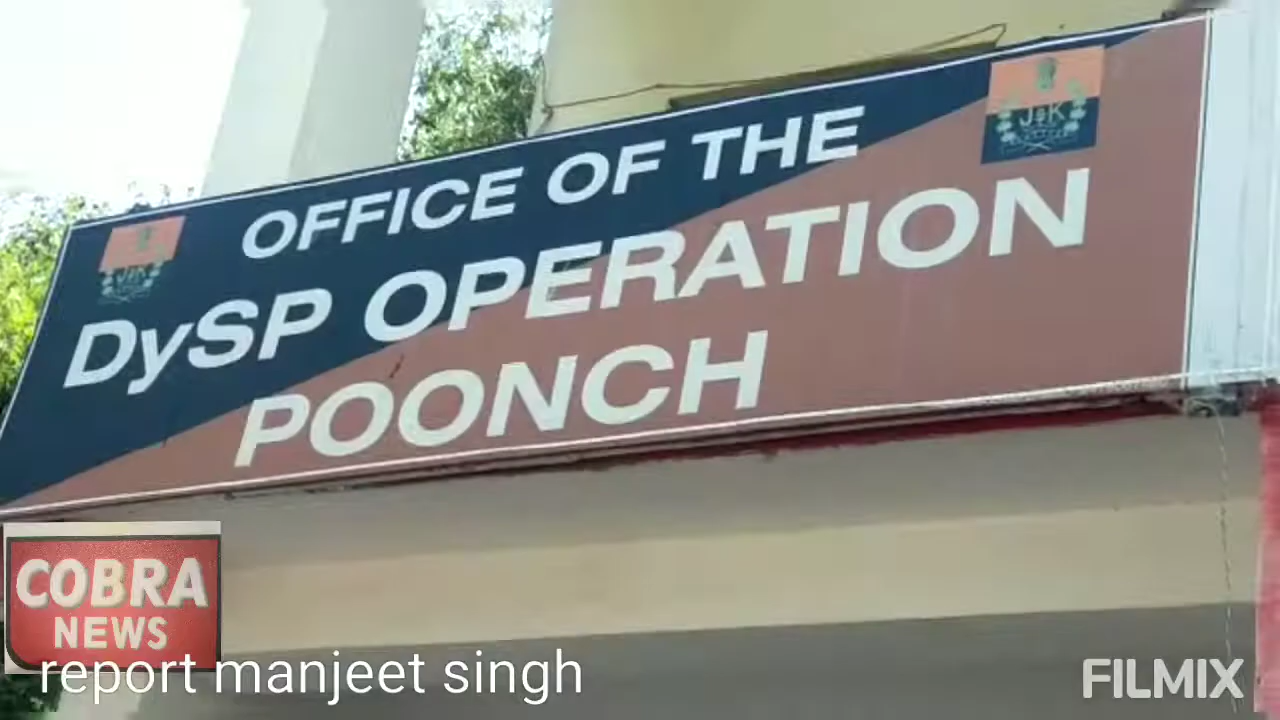 OFFICE OF THE
DySP OPERATION
POONCH
J&K
J&K
COBRA
NEWS
report manjeet singh
FILMIX